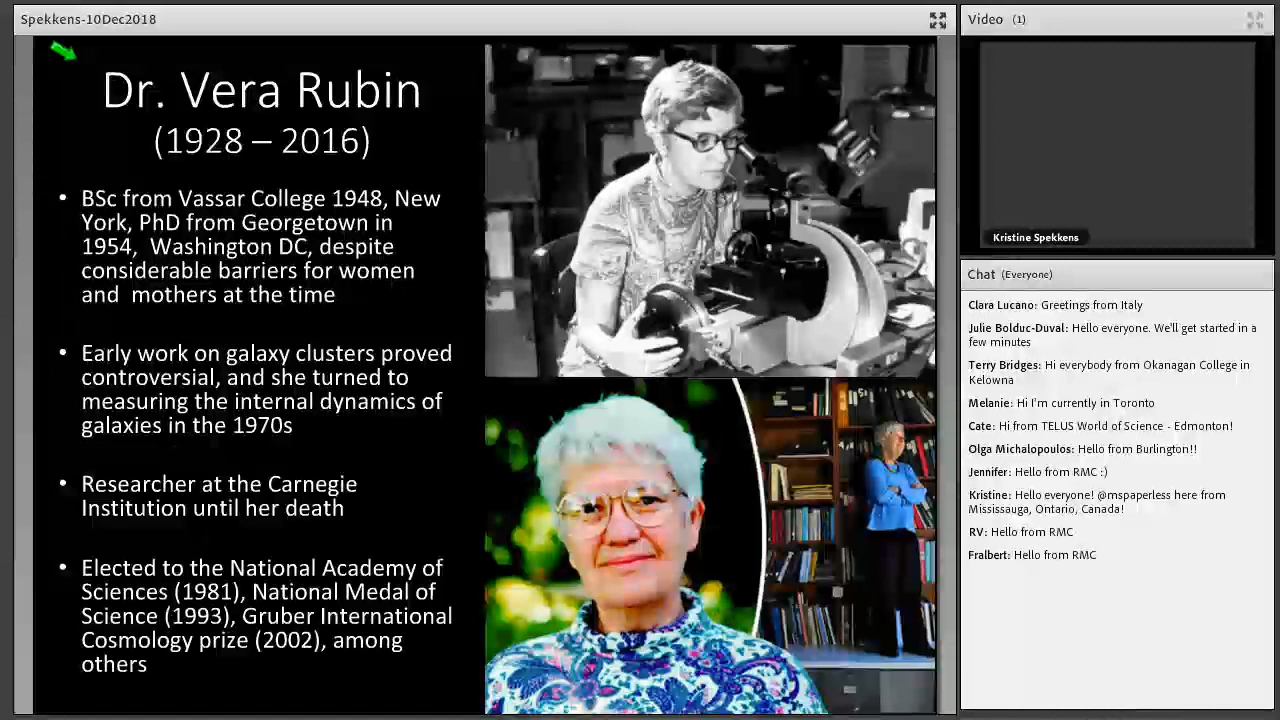 Spekkens-10Dec2018
Dr. Vera Rubin
(1928 – 2016)
• BSc from Vassar College 1948, New
York, PhD from Georgetown in
1954, Washington DC, despite
considerable barriers for women
and mothers at the time
• Early work on galaxy clusters proved
controversial, and she turned to
measuring the internal dynamics of
galaxies in the 1970s
• Researcher at the Carnegie
Institution until her death
• Elected to the National Academy of
Sciences (1981), National Medal of
Science (1993), Gruber International
Cosmology prize (2002), among
others
Video (1)
Kristine Spekkens
Chat (Everyone)
Clara Lucano: Greetings from Italy
Julie Bolduc-Duval: Hello everyone. We'll get started in a
few minutes
Terry Bridges: Hi everybody from Okanagan College in
Kelowna
Melanie: Hi I'm currently in Toronto
Cate: Hi from TELUS World of Science - Edmonton!
Olga Michalopoulos: Hello from Burlington!!
Jennifer: Hello from RMC :)
Kristine: Hello everyone! @mspaperless here from
Mississauga, Ontario, Canada!
RV: Hello from RMC
Fralbert: Hello from RMC